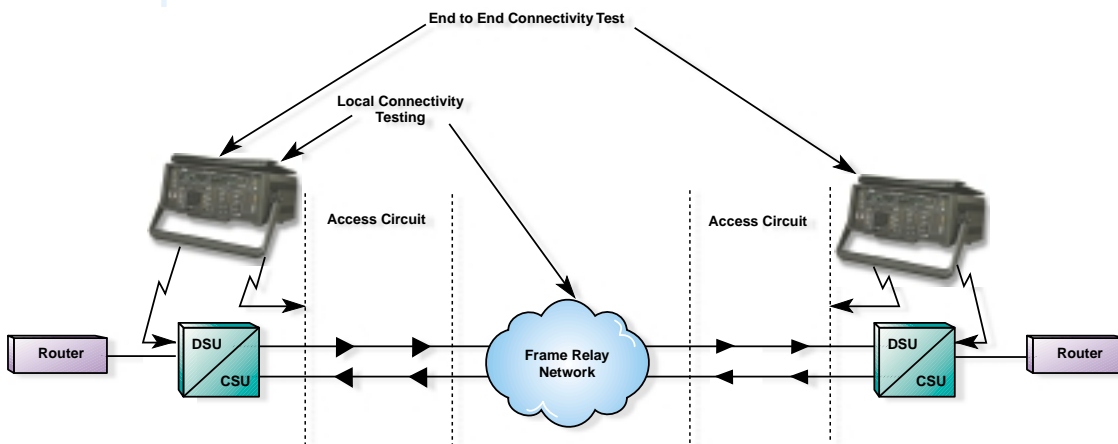 End to End Connectivity Test
Local Connectivity
Testing
Access Circuit
Access Circuit
Router
DSU
CSU
Frame Relay
Network
DSU
CSU
Router